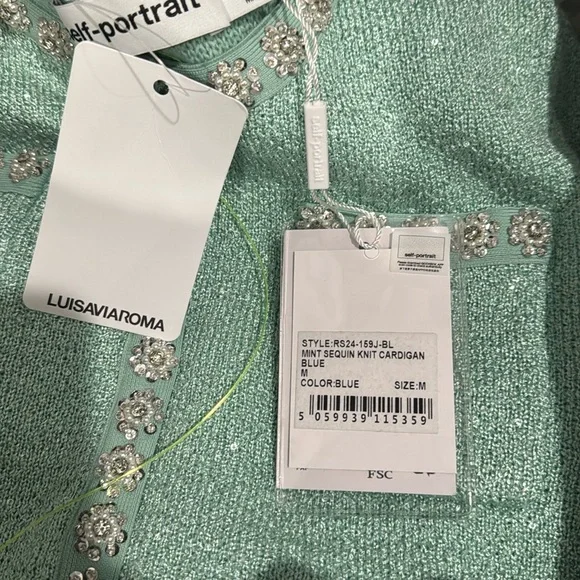 self-portrait
LUISAVIAROMA
self-portrait
self-portrait
STYLE:RS24-159J-BL
MINT SEQUIN KNIT CARDIGAN
BLUE
M
COLOR:BLUE SIZE:M
5 059939 115359
FSC